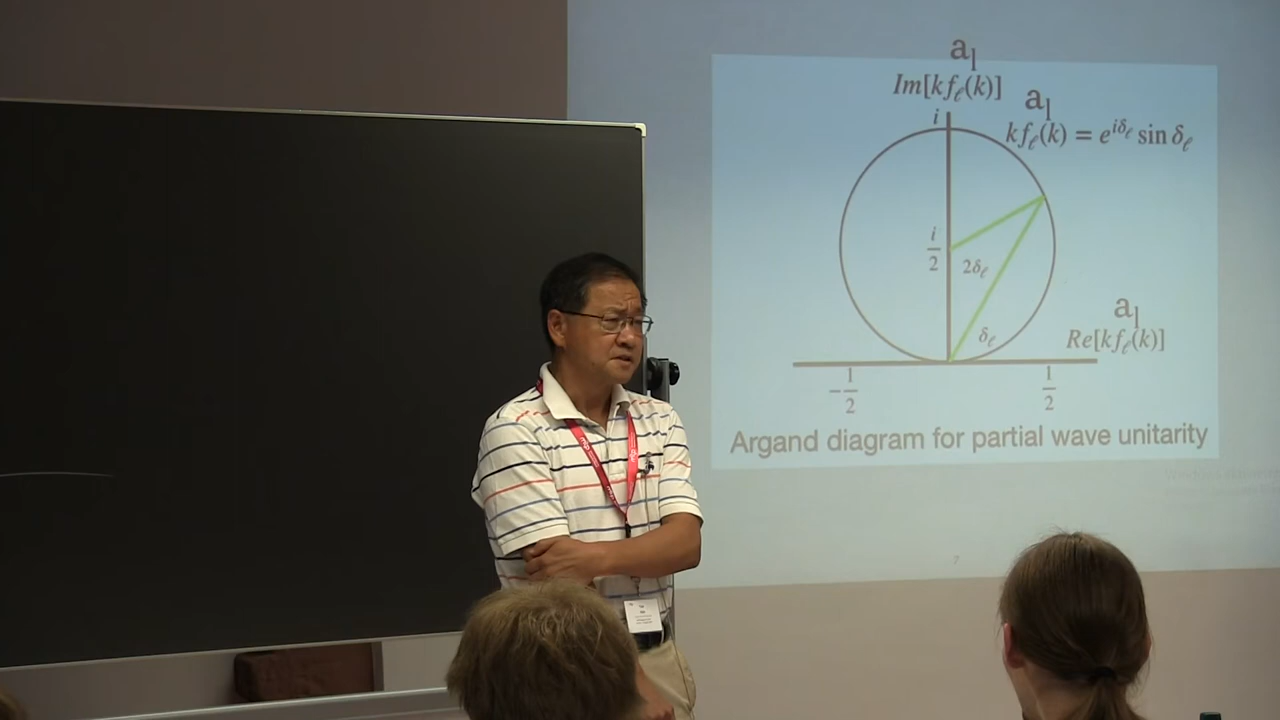 a_l
Im[kf_ℓ(k)]
a_l
i
kf_ℓ(k) = e^{iδ_ℓ} sin δ_ℓ
i/2
2δ_ℓ
a_l
δ_ℓ
Re[kf_ℓ(k)]
-1/2
1/2
Argand diagram for partial wave unitarity
7